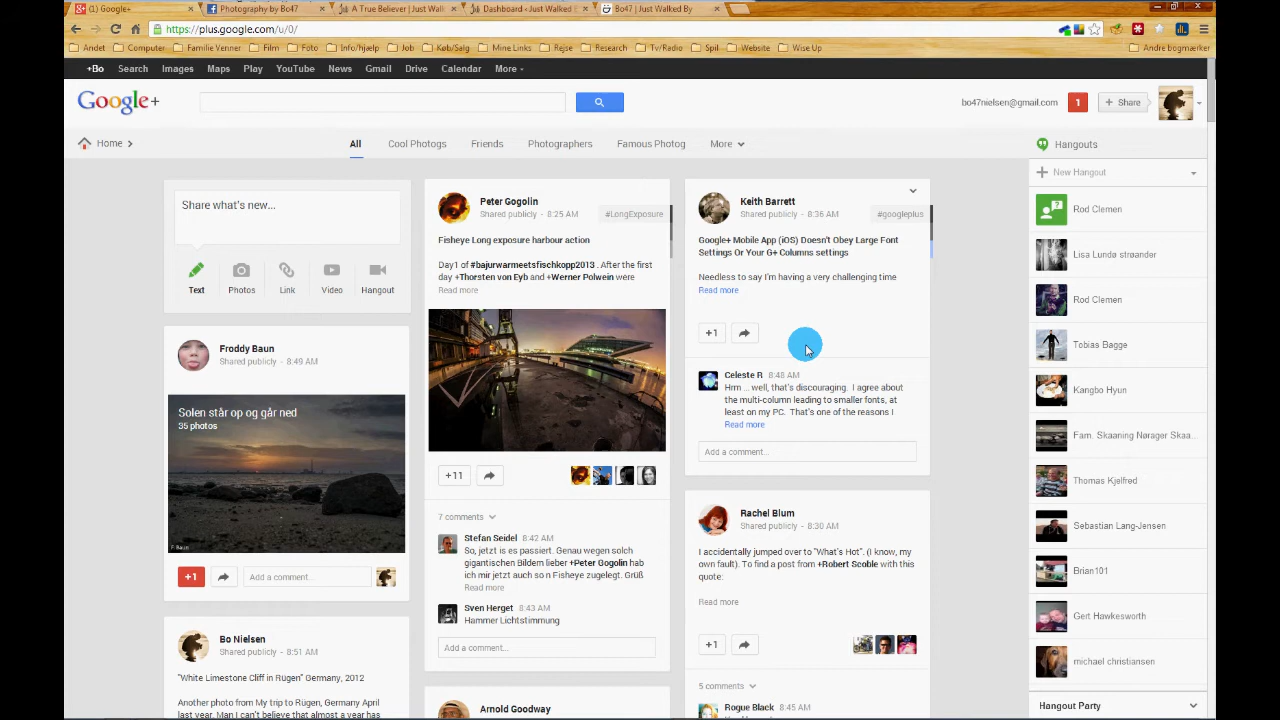 (1) Google+
Photography by Bo47
A True Believer | Just Wall
Dashboard ‹ Just Walked B
Bo47 | Just Walked By
https://plus.google.com/u/0/
Andet Computer Familie Venner Film Foto Info/hjælp Job Køb/Salg Mine Links Rejse Research Tv/Radio Spil Website Wise Up Andre bogmærker
+Bo Search Images Maps Play YouTube News Gmail Drive Calendar More
Google+
bo47nielsen@gmail.com 1 + Share
Home All Cool Photogs Friends Photographers Famous Photog More
Share what's new...
Text Photos Link Video Hangout
Froddy Baun
Shared publicly - 8:49 AM
Solen står op og går ned
35 photos
F. Baun
+1 Add a comment...
Bo Nielsen
Shared publicly - 8:51 AM
"White Limestone Cliff in Rügen" Germany, 2012
Another photo from My trip to Rügen, Germany April
last year. Man I can't believe that almost a year has
Peter Gogolin
Shared publicly - 8:25 AM
#LongExposure
Fisheye Long exposure harbour action
Day1 of #bajurwarmeetsfischkopp2013 . After the first
day +Thorsten von Eyb and +Werner Polwein were
Read more
+11
7 comments
Stefan Seidel 8:42 AM
So, jetzt is es passiert. Genau wegen solch
gigantischen Bildern lieber +Peter Gogolin hab
ich mir jetzt auch so n Fisheye zugelegt. Grüß
Read more
Sven Herget 8:43 AM
Hammer Lichtstimmung
Add a comment...
Arnold Goodway
Keith Barrett
Shared publicly - 8:36 AM
#googleplus
Google+ Mobile App (iOS) Doesn't Obey Large Font
Settings Or Your G+ Columns settings
Needless to say I'm having a very challenging time
Read more
+1
Celeste R 8:48 AM
Hrm ... well, that's discouraging. I agree about
the multi-column leading to smaller fonts, at
least on my PC. That's one of the reasons I
Read more
Add a comment...
Rachel Blum
Shared publicly - 8:30 AM
I accidentally jumped over to "What's Hot". (I know, my
own fault). To find a post from +Robert Scoble with this
quote:
Read more
+1
5 comments
Rogue Black 8:45 AM
Hangouts
New Hangout
Rod Clemen
Lisa Lundø strøander
Rod Clemen
Tobias Bøgge
Kangbo Hyun
Fam. Skaaning Nørager Skaa...
Thomas Kjelfred
Sebastian Lang-Jensen
Brian101
Gert Hawkesworth
michael christiansen
Hangout Party